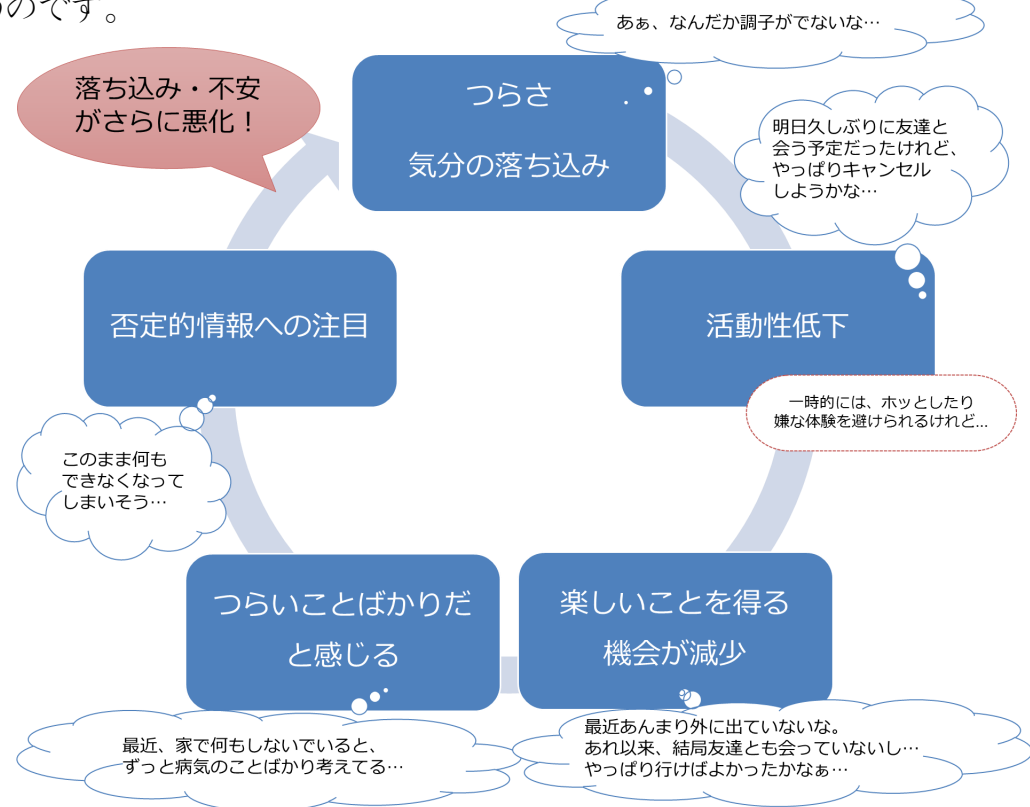 のです。
あぁ、なんだか調子がでないな…
落ち込み・不安
がさらに悪化！
つらさ
気分の落ち込み
明日久しぶりに友達と
会う予定だったけれど、
やっぱりキャンセル
しようかな…
否定的情報への注目
活動性低下
一時的には、ホッとしたり
嫌な体験を避けられるけれど…
このまま何も
できなくなって
しまいそう…
つらいことばかりだ
と感じる
楽しいことを得る
機会が減少
最近、家で何もしないでいると、
ずっと病気のことばかり考えてる…
最近あんまり外に出ていないな。
あれ以来、結局友達とも会っていないし…
やっぱり行けばよかったかなぁ…